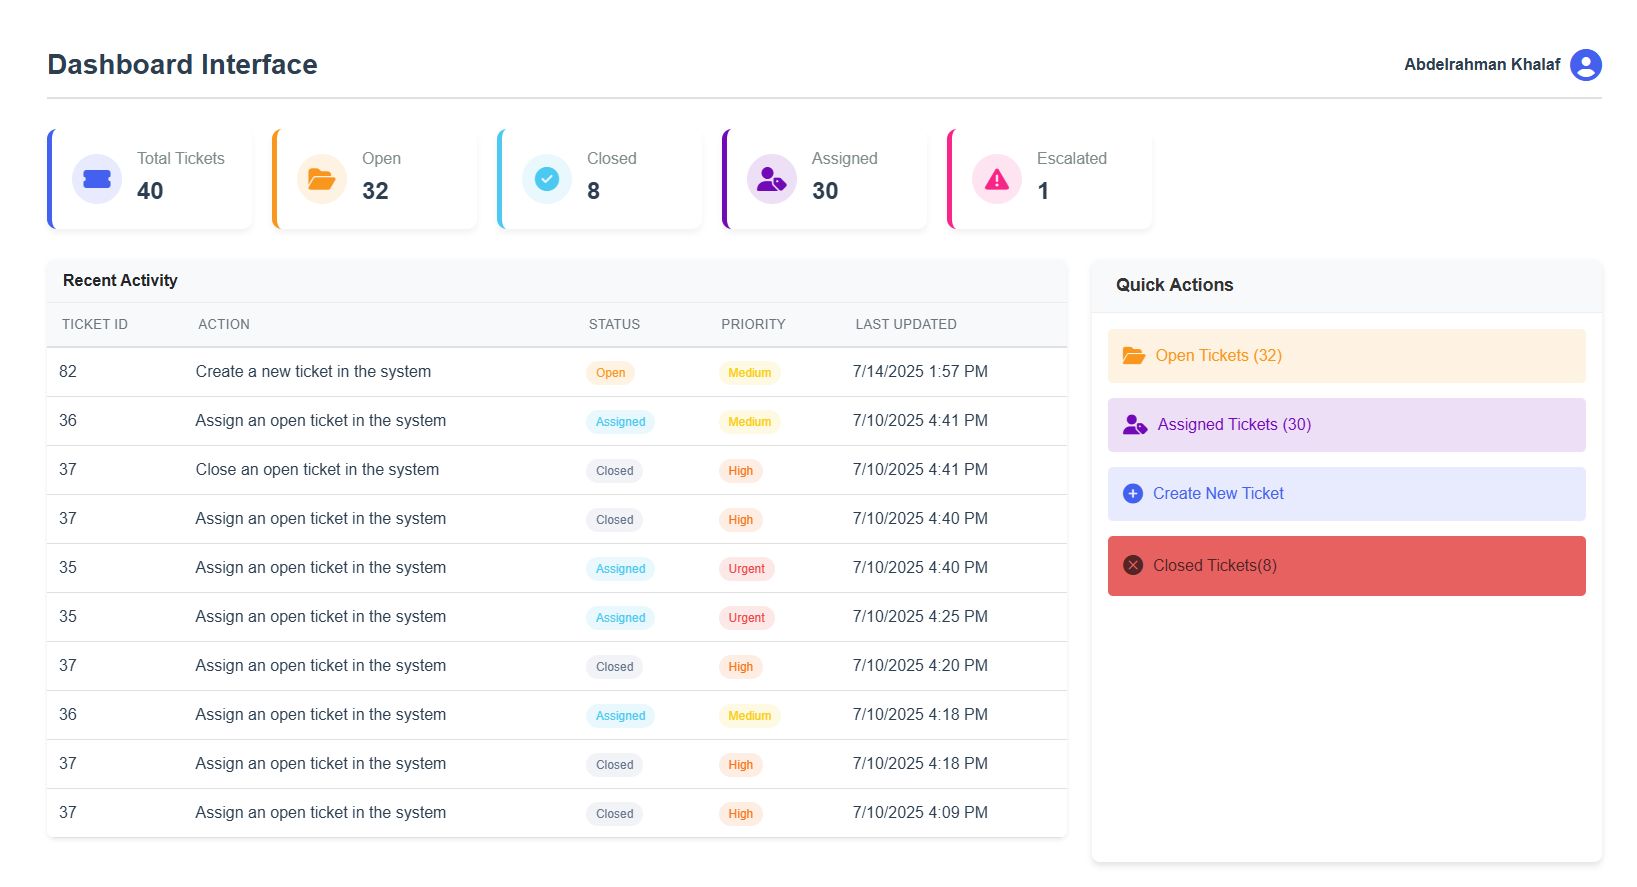 Dashboard Interface
Abdelrahman Khalaf
Total Tickets
40
Open
32
Closed
8
Assigned
30
Escalated
1
Recent Activity
TICKET ID ACTION STATUS PRIORITY LAST UPDATED
82 Create a new ticket in the system Open Medium 7/14/2025 1:57 PM
36 Assign an open ticket in the system Assigned Medium 7/10/2025 4:41 PM
37 Close an open ticket in the system Closed High 7/10/2025 4:41 PM
37 Assign an open ticket in the system Closed High 7/10/2025 4:40 PM
35 Assign an open ticket in the system Assigned Urgent 7/10/2025 4:40 PM
35 Assign an open ticket in the system Assigned Urgent 7/10/2025 4:25 PM
37 Assign an open ticket in the system Closed High 7/10/2025 4:20 PM
36 Assign an open ticket in the system Assigned Medium 7/10/2025 4:18 PM
37 Assign an open ticket in the system Closed High 7/10/2025 4:18 PM
37 Assign an open ticket in the system Closed High 7/10/2025 4:09 PM
Quick Actions
Open Tickets (32)
Assigned Tickets (30)
Create New Ticket
Closed Tickets(8)